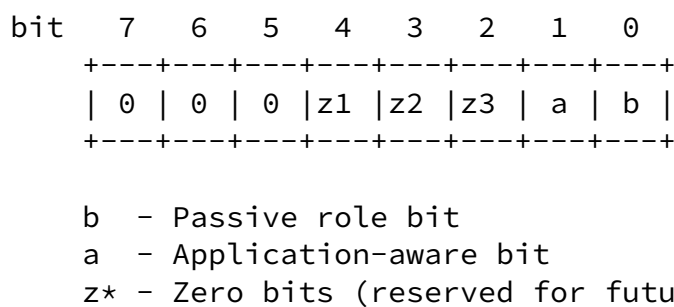 bit   7   6   5   4   3   2   1   0
    +---+---+---+---+---+---+---+---+
    | 0 | 0 | 0 |z1 |z2 |z3 | a | b |
    +---+---+---+---+---+---+---+---+
    b  - Passive role bit
    a  - Application-aware bit
    z* - Zero bits (reserved for futu